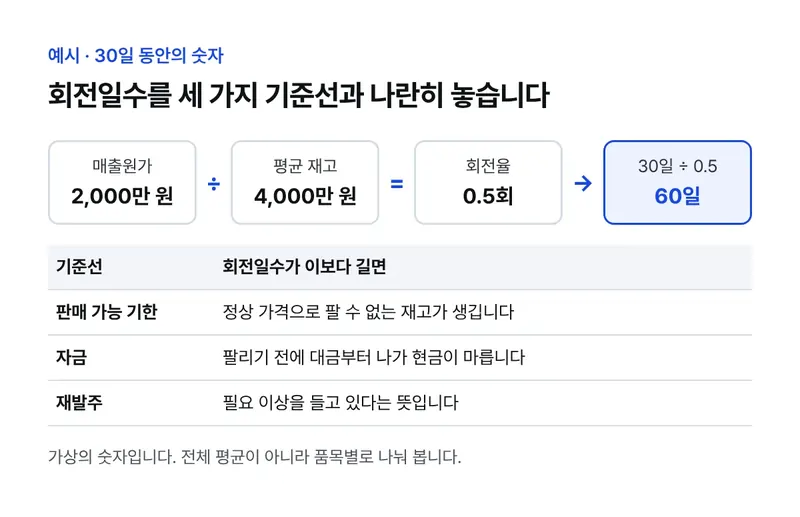 예시 · 30일 동안의 숫자
회전일수를 세 가지 기준선과 나란히 놓습니다
매출원가 평균 재고 회전율 30일 ÷ 0.5
2,000만 원 ÷ 4,000만 원 = 0.5회 → 60일
기준선 회전일수가 이보다 길면
판매 가능 기한 정상 가격으로 팔 수 없는 재고가 생깁니다
자금 팔리기 전에 대금부터 나가 현금이 마릅니다
재발주 필요 이상을 들고 있다는 뜻입니다
가상의 숫자입니다. 전체 평균이 아니라 품목별로 나눠 봅니다.